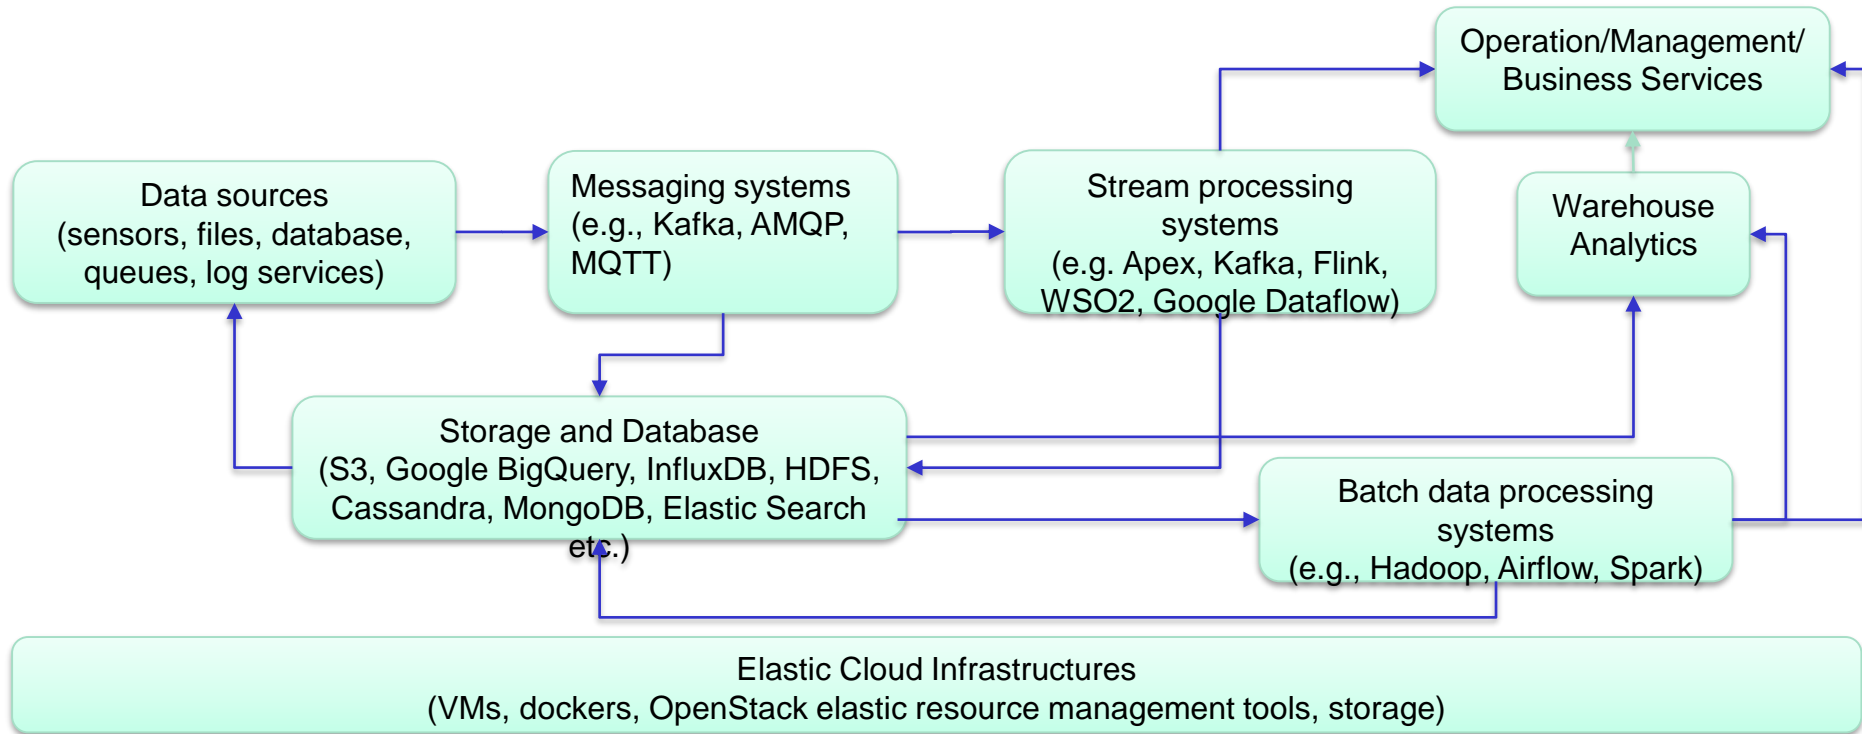 Operation/Management/
Business Services
Data sources
(sensors, files, database,
queues, log services)
Messaging systems
(e.g., Kafka, AMQP,
MQTT)
Stream processing
systems
(e.g. Apex, Kafka, Flink,
WSO2, Google Dataflow)
Warehouse
Analytics
Storage and Database
(S3, Google BigQuery, InfluxDB, HDFS,
Cassandra, MongoDB, Elastic Search
etc.)
Batch data processing
systems
(e.g., Hadoop, Airflow, Spark)
Elastic Cloud Infrastructures
(VMs, dockers, OpenStack elastic resource management tools, storage)